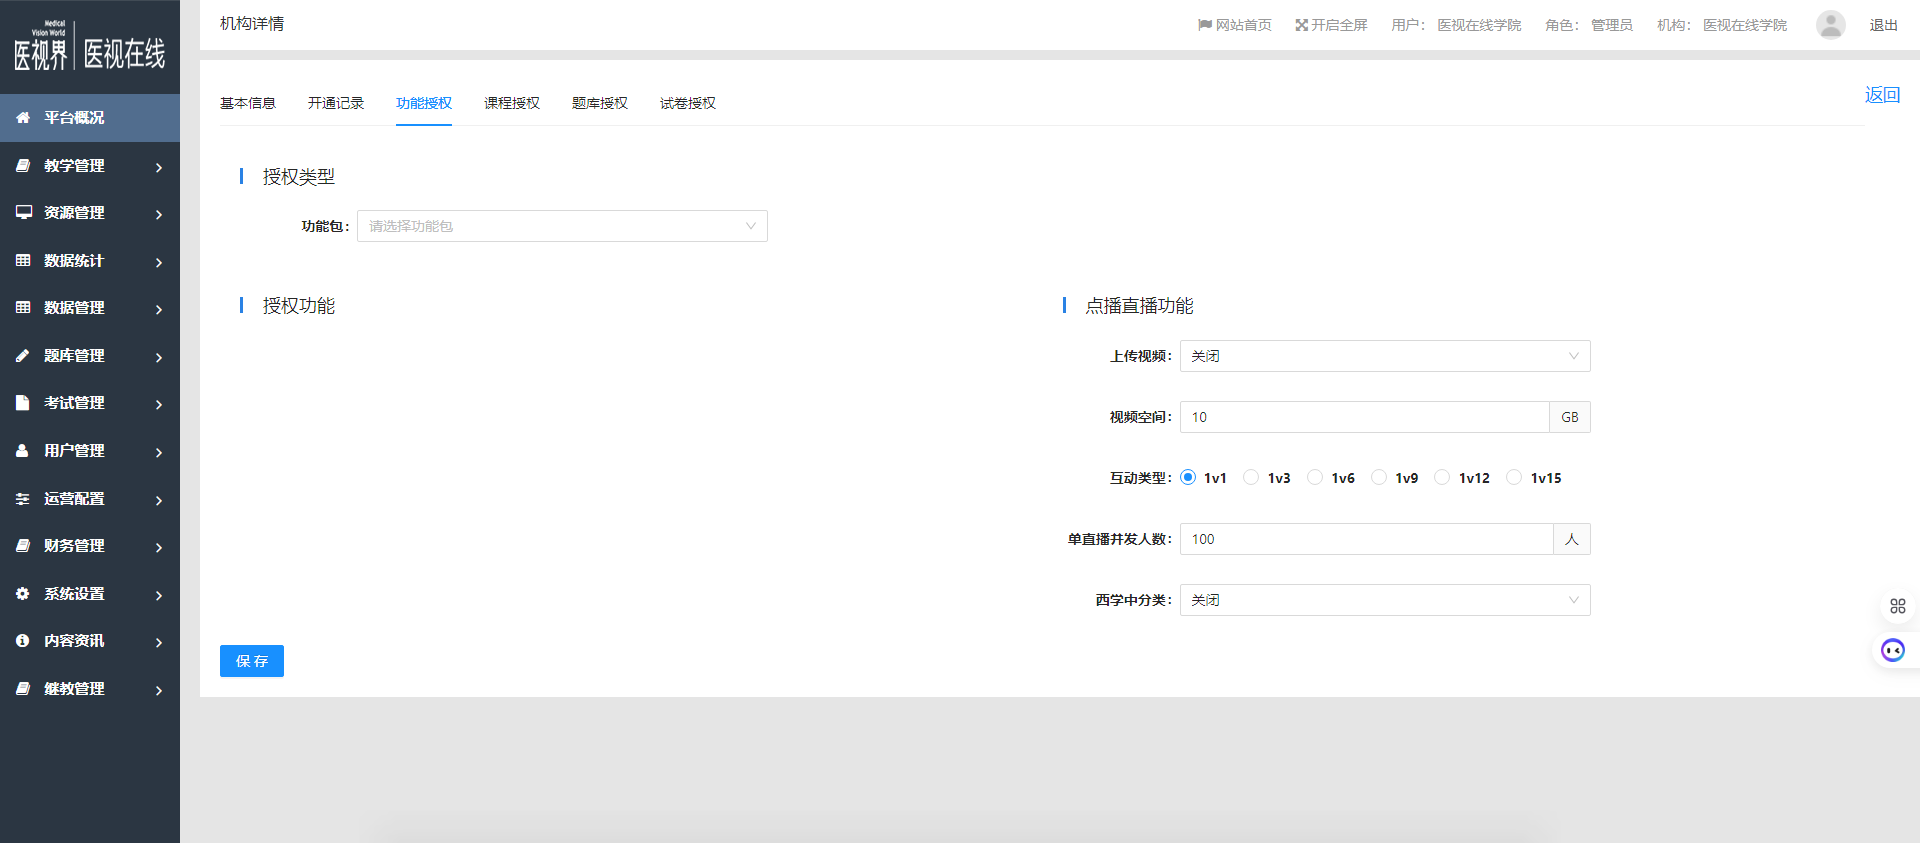 Medical
Vision World
医视界 | 医视在线
平台概况
教学管理
资源管理
数据统计
数据管理
题库管理
考试管理
用户管理
运营配置
财务管理
系统设置
内容资讯
继教管理
机构详情
网站首页 开启全屏 用户： 医视在线学院 角色： 管理员 机构： 医视在线学院 退出
基本信息 开通记录 功能授权 课程授权 题库授权 试卷授权 返回
授权类型
功能包： 请选择功能包
授权功能
点播直播功能
上传视频： 关闭
视频空间： 10 GB
互动类型： 1v1 1v3 1v6 1v9 1v12 1v15
单直播并发人数： 100 人
西学中分类： 关闭
保 存